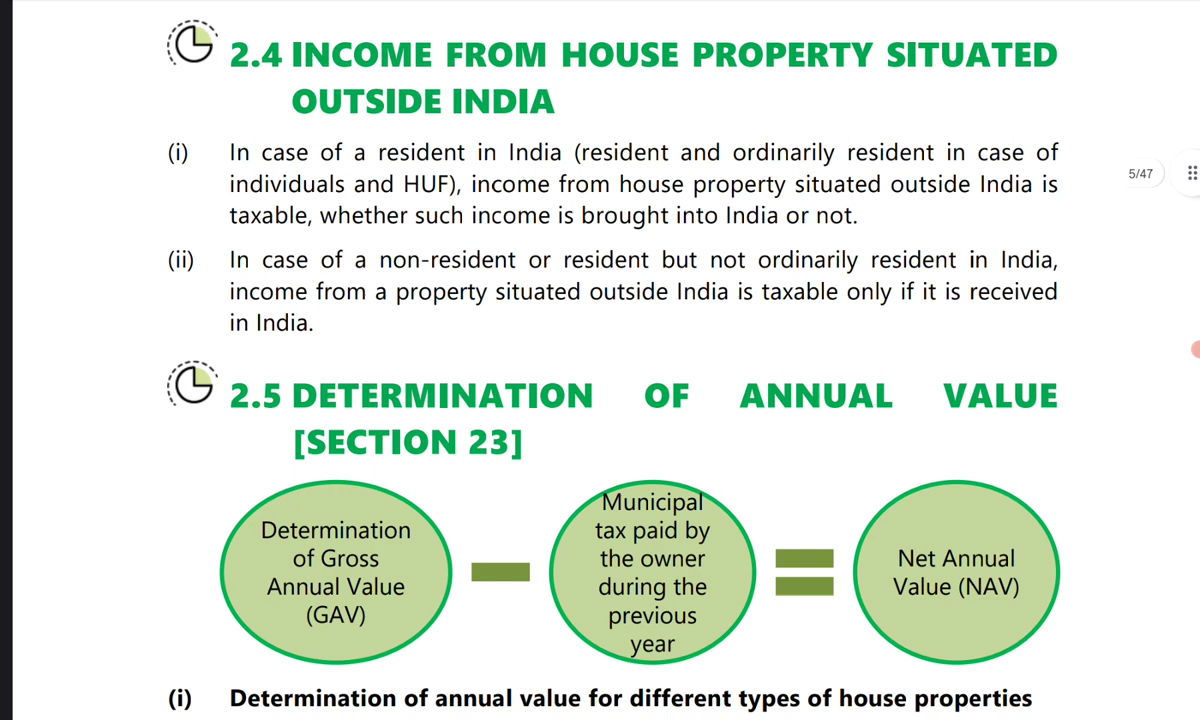 2.4 INCOME FROM HOUSE PROPERTY SITUATED
OUTSIDE INDIA
(i) In case of a resident in India (resident and ordinarily resident in case of
individuals and HUF), income from house property situated outside India is
taxable, whether such income is brought into India or not.
5/47
(ii) In case of a non-resident or resident but not ordinarily resident in India,
income from a property situated outside India is taxable only if it is received
in India.
2.5 DETERMINATION OF ANNUAL VALUE
[SECTION 23]
Determination
of Gross
Annual Value
(GAV)
Municipal
tax paid by
the owner
during the
previous
year
Net Annual
Value (NAV)
(i) Determination of annual value for different types of house properties